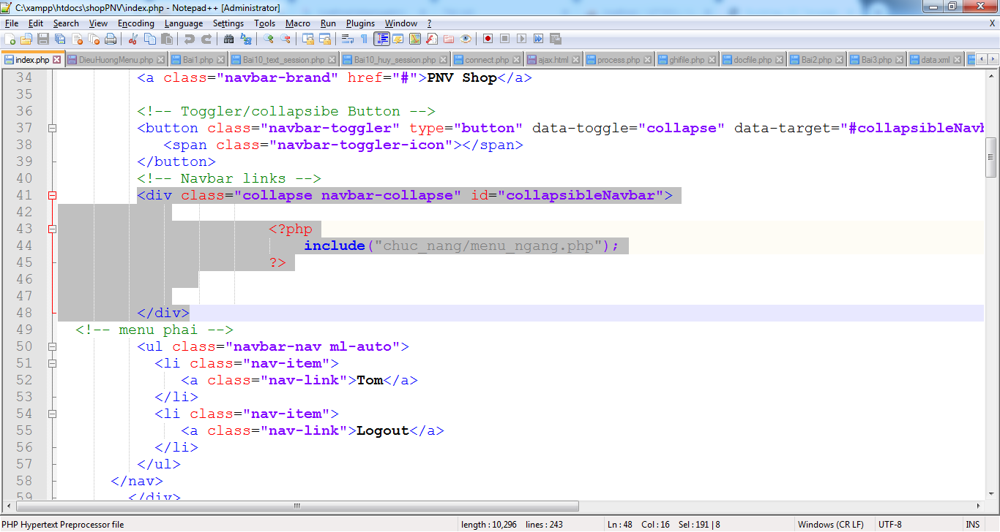 C:\xampp\htdocs\shopPNV\index.php - Notepad++ [Administrator]
File Edit Search View Encoding Language Settings Tools Macro Run Plugins Window ? X
index.php DieuHuongMenu.php Bai1.php Bai10_text_session.php Bai10_huy_session.php connect.php ajax.html process.php ghifile.php docfile.php Bai2.php Bai3.php data.xml
34 <a class="navbar-brand" href="#">PNV Shop</a>
35
36 <!-- Toggler/collapsibe Button -->
37 <button class="navbar-toggler" type="button" data-toggle="collapse" data-target="#collapsibleNavb
38 <span class="navbar-toggler-icon"></span>
39 </button>
40 <!-- Navbar links -->
41 <div class="collapse navbar-collapse" id="collapsibleNavbar">
42
43 <?php
44 include("chuc_nang/menu_ngang.php");
45 ?>
46
47
48 </div>
49 <!-- menu phai -->
50 <ul class="navbar-nav ml-auto">
51 <li class="nav-item">
52 <a class="nav-link">Tom</a>
53 </li>
54 <li class="nav-item">
55 <a class="nav-link">Logout</a>
56 </li>
57 </ul>
58 </nav>
59 </div>
PHP Hypertext Preprocessor file length : 10,296 lines : 243 Ln : 48 Col : 16 Sel : 191 | 8 Windows (CR LF) UTF-8 INS